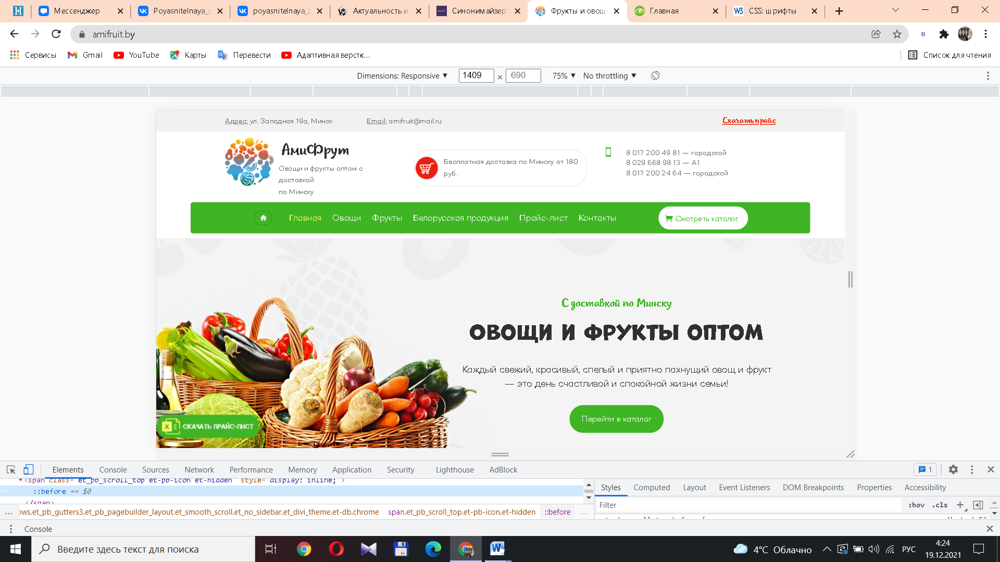 Мессенджер
Poyasnitelnaya_z
poyasnitelnaya_z
Актуальность и
Синонимайзер
Фрукты и овощ
Главная
CSS: шрифты
amifruit.by
Сервисы
Gmail
YouTube
Карты
Перевести
Адаптивная верстк...
Список для чтения
Dimensions: Responsive ▼ 1409 × 690 75% ▼ No throttling ▼
Адрес: ул. Западная 19а, Минск
Email: amifruit@mail.ru
Скачать прайс
АмиФрут
Овощи и фрукты оптом с
доставкой
по Минску
Бесплатная доставка по Минску от 180
руб.
8 017 200 49 81 — городской
8 029 668 98 13 — А1
8 017 200 24 64 — городской
Главная Овощи Фрукты Белорусская продукция Прайс-лист Контакты
Смотреть каталог
С доставкой по Минску
ОВОЩИ И ФРУКТЫ ОПТОМ
Каждый свежий, красивый, спелый и приятно пахнущий овощ и фрукт
— это день счастливой и спокойной жизни семьи!
Перейти в каталог
СКАЧАТЬ ПРАЙС-ЛИСТ
Elements Console Sources Network Performance Memory Application Security Lighthouse AdBlock
1
<span class= et_pb_scroll_top et-pb-icon et-hidden style= display: inline; >
::before == $0
</span>
... ows.et_pb_gutters3.et_pb_pagebuilder_layout.et_smooth_scroll.et_no_sidebar.et_divi_theme.et-db.chrome span.et_pb_scroll_top.et-pb-icon.et-hidden ::before ...
Styles Computed Layout Event Listeners DOM Breakpoints Properties Accessibility
Filter
:hov .cls
Console
Введите здесь текст для поиска
4°C Облачно
РУС
4:24
19.12.2021